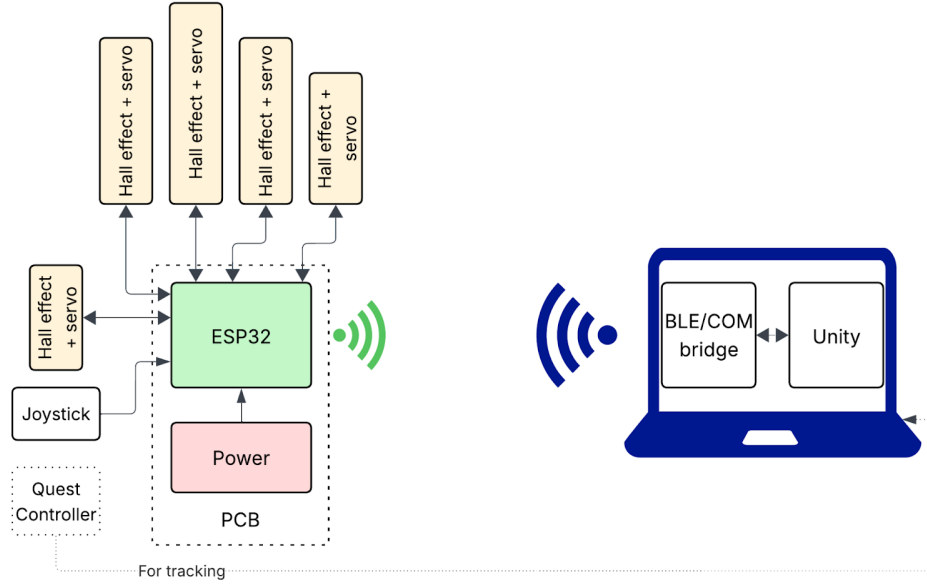 Hall effect + servo
Hall effect + servo
Hall effect + servo
Hall effect +
servo
Hall effect
+ servo
ESP32
BLE/COM
bridge
Unity
Joystick
Power
Quest
Controller
PCB
For tracking